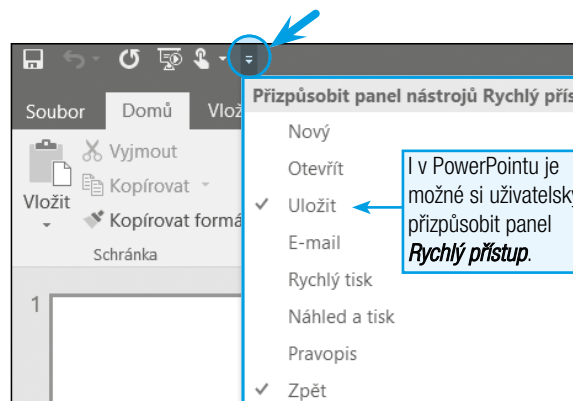 Soubor
Domů
Vlož
Přizpůsobit panel nástrojů Rychlý přís
Vložit
Vyjmout
Kopírovat
Kopírovat formá
Schránka
1
Nový
Otevřít
Uložit
E-mail
Rychlý tisk
Náhled a tisk
Pravopis
Zpět
I v PowerPointu je
možné si uživatelsky
přizpůsobit panel
Rychlý přístup.